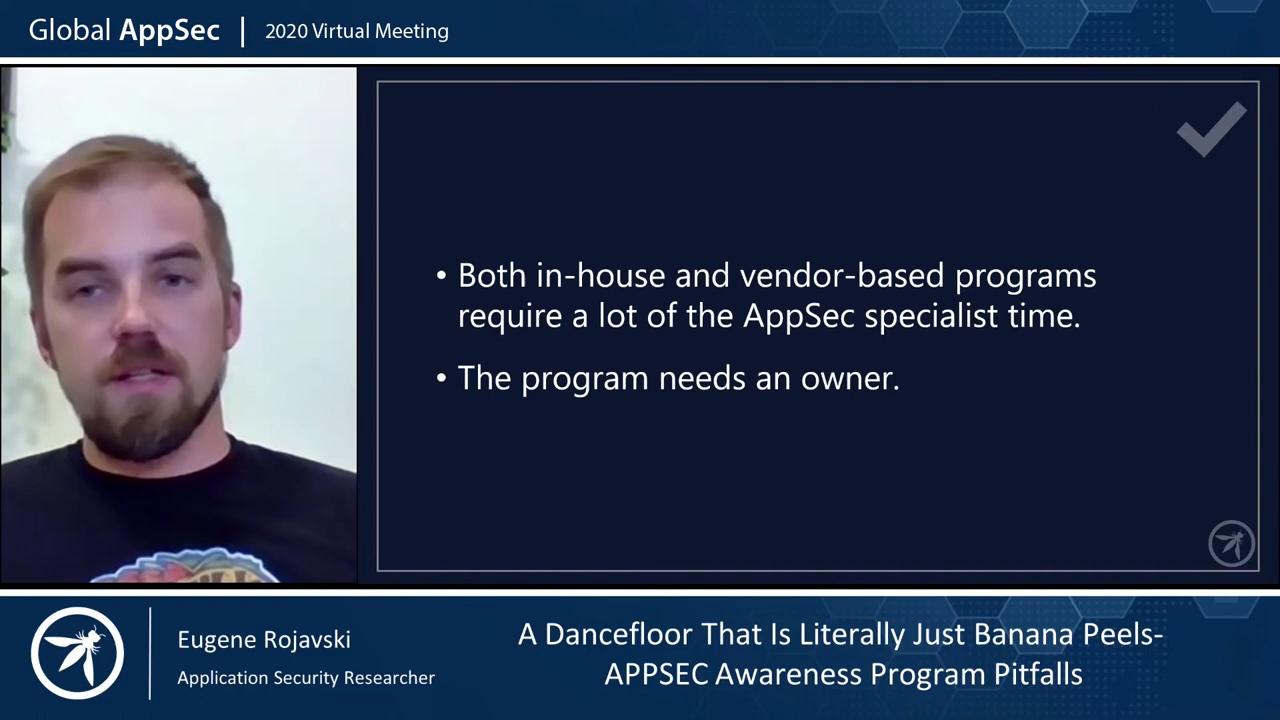 Global AppSec | 2020 Virtual Meeting
• Both in-house and vendor-based programs
require a lot of the AppSec specialist time.
• The program needs an owner.
Eugene Rojavski
Application Security Researcher
A Dancefloor That Is Literally Just Banana Peels-
APPSEC Awareness Program Pitfalls